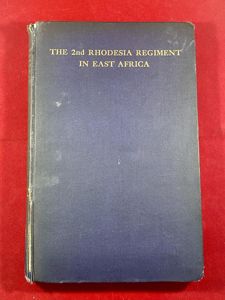 THE 2nd RHODESIA REGIMENT
IN EAST AFRICA